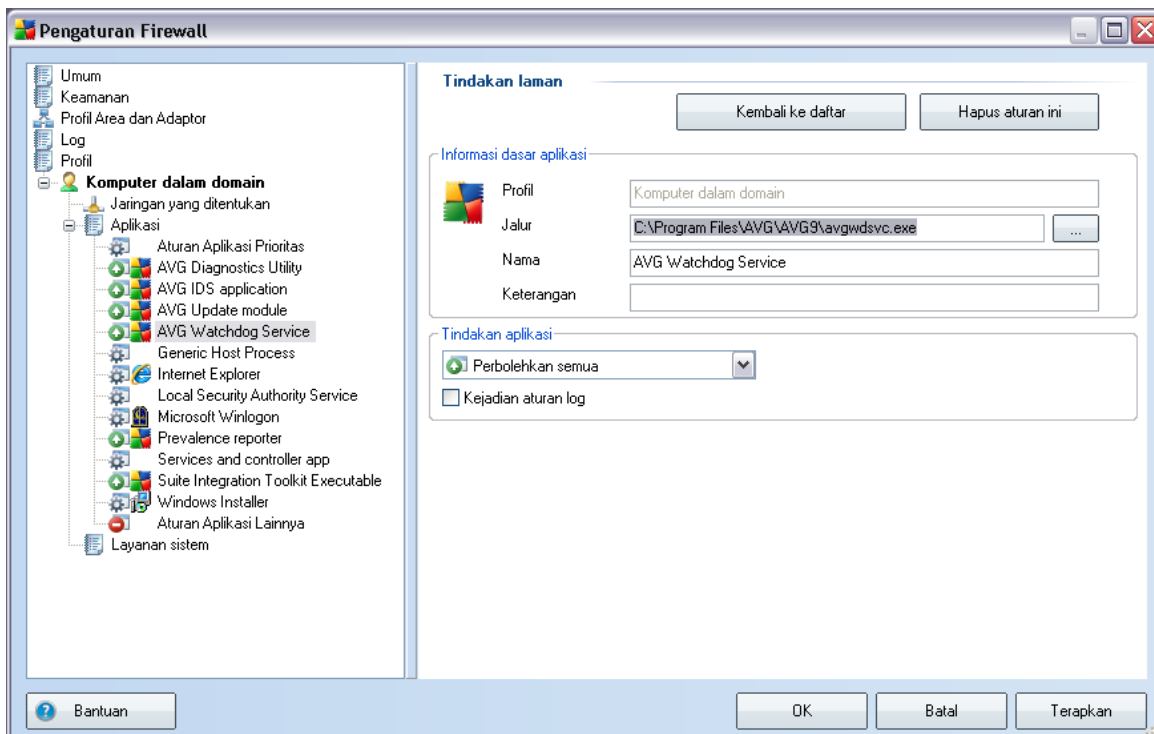 Pengaturan Firewall
Umum
Keamanan
Profil Area dan Adaptor
Log
Profil
Komputer dalam domain
Jaringan yang ditentukan
Aplikasi
Aturan Aplikasi Prioritas
AVG Diagnostics Utility
AVG IDS application
AVG Update module
AVG Watchdog Service
Generic Host Process
Internet Explorer
Local Security Authority Service
Microsoft Winlogon
Prevalence reporter
Services and controller app
Suite Integration Toolkit Executable
Windows Installer
Aturan Aplikasi Lainnya
Layanan sistem
Tindakan laman
Kembali ke daftar
Hapus aturan ini
Informasi dasar aplikasi
Profil
Komputer dalam domain
Jalur
C:\Program Files\AVG\AVG9\avgwdsvc.exe
...
Nama
AVG Watchdog Service
Keterangan
Tindakan aplikasi
Perbolehkan semua
Kejadian aturan log
Bantuan
OK
Batal
Terapkan